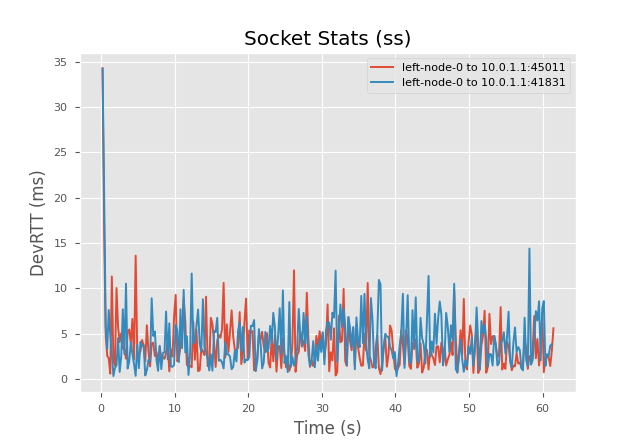 Socket Stats (ss)
left-node-0 to 10.0.1.1:45011
left-node-0 to 10.0.1.1:41831
DevRTT (ms)
35
30
25
20
15
10
5
0
0 10 20 30 40 50 60
Time (s)